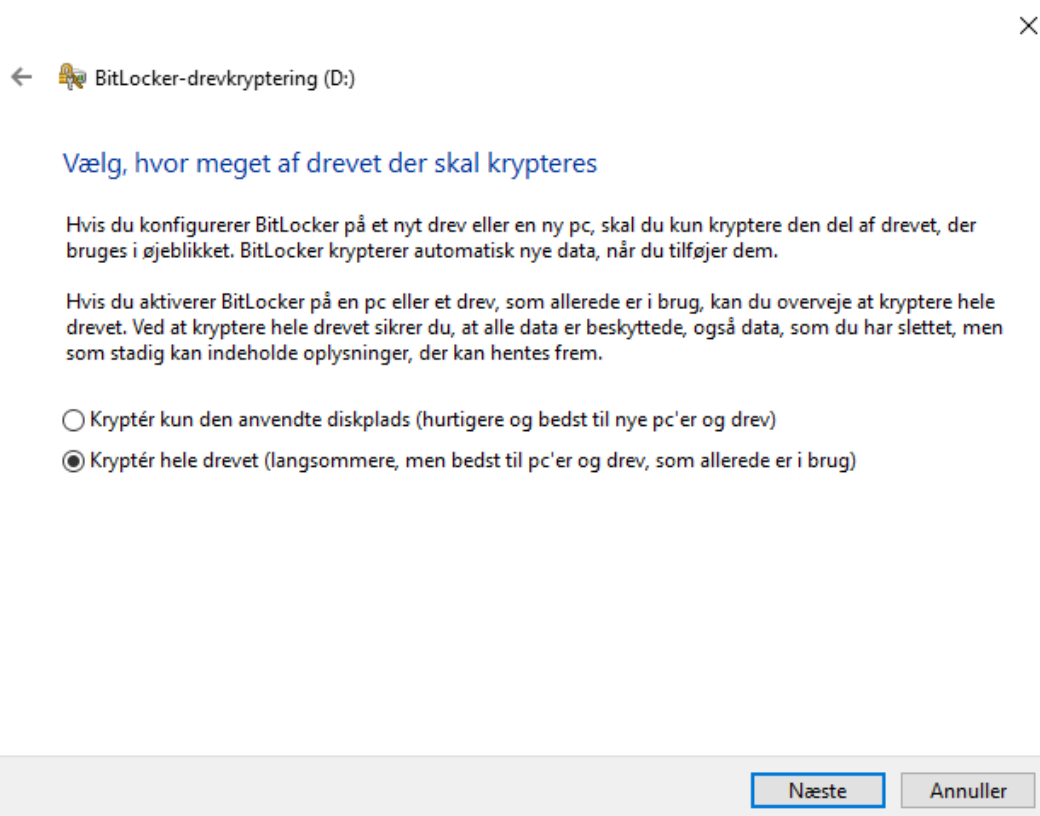 BitLocker-drevkryptering (D:)
Vælg, hvor meget af drevet der skal krypteres
Hvis du konfigurerer BitLocker på et nyt drev eller en ny pc, skal du kun kryptere den del af drevet, der
bruges i øjeblikket. BitLocker krypterer automatisk nye data, når du tilføjer dem.
Hvis du aktiverer BitLocker på en pc eller et drev, som allerede er i brug, kan du overveje at kryptere hele
drevet. Ved at kryptere hele drevet sikrer du, at alle data er beskyttede, også data, som du har slettet, men
som stadig kan indeholde oplysninger, der kan hentes frem.
Kryptér kun den anvendte diskplads (hurtigere og bedst til nye pc'er og drev)
Kryptér hele drevet (langsommere, men bedst til pc'er og drev, som allerede er i brug)
Næste
Annuller